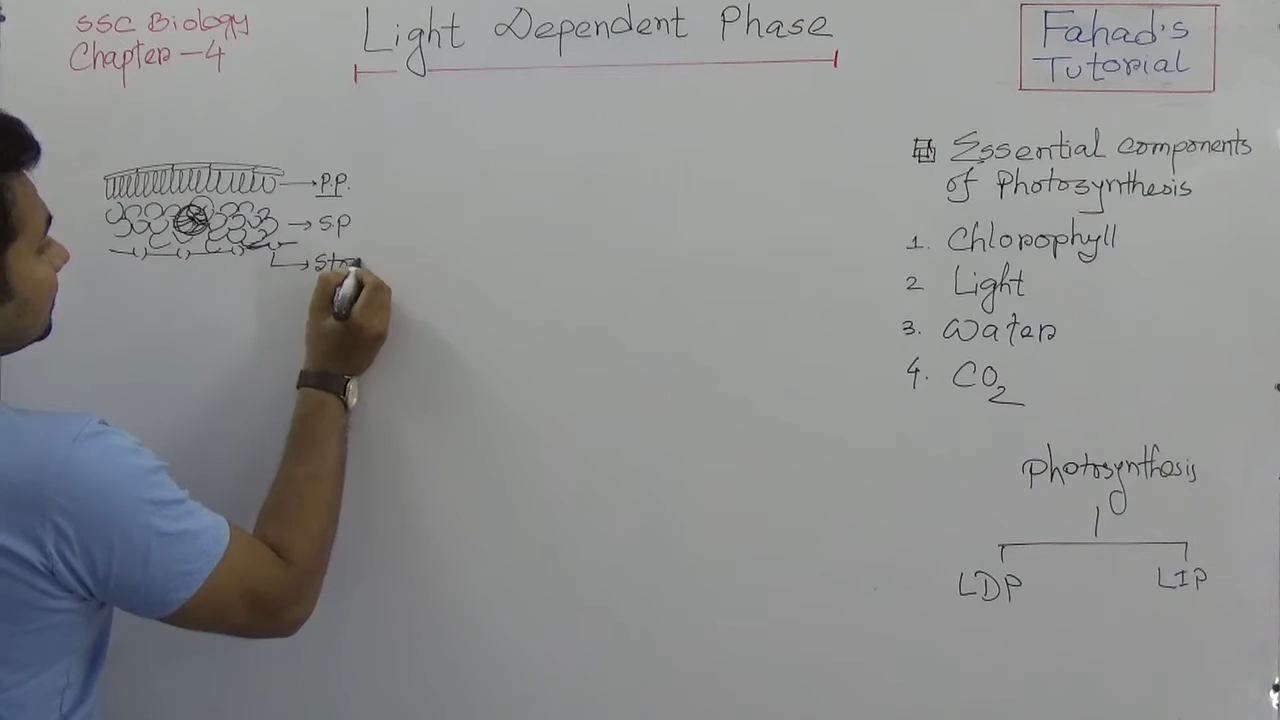 SSC Biology
Chapter-4
Light Dependent Phase
Fahad's
Tutorial
P.P.
S.P
Essential components
of Photosynthesis
1. Chlorophyll
2 Light
3. Water
4. CO2
photosynthesis
LDP
LIP